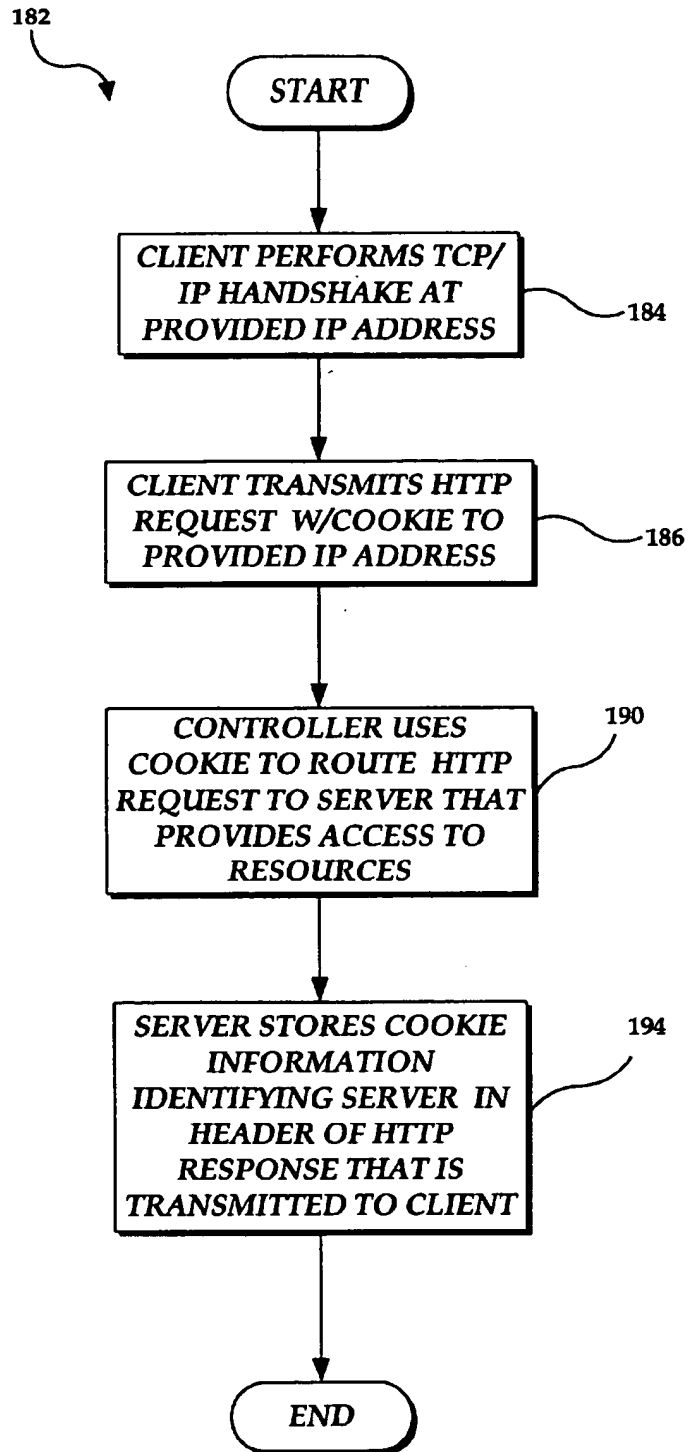 182
START
CLIENT PERFORMS TCP/
IP HANDSHAKE AT
PROVIDED IP ADDRESS
184
CLIENT TRANSMITS HTTP
REQUEST W/COOKIE TO
PROVIDED IP ADDRESS
186
CONTROLLER USES
COOKIE TO ROUTE HTTP
REQUEST TO SERVER THAT
PROVIDES ACCESS TO
RESOURCES
190
SERVER STORES COOKIE
INFORMATION
IDENTIFYING SERVER IN
HEADER OF HTTP
RESPONSE THAT IS
TRANSMITTED TO CLIENT
194
END